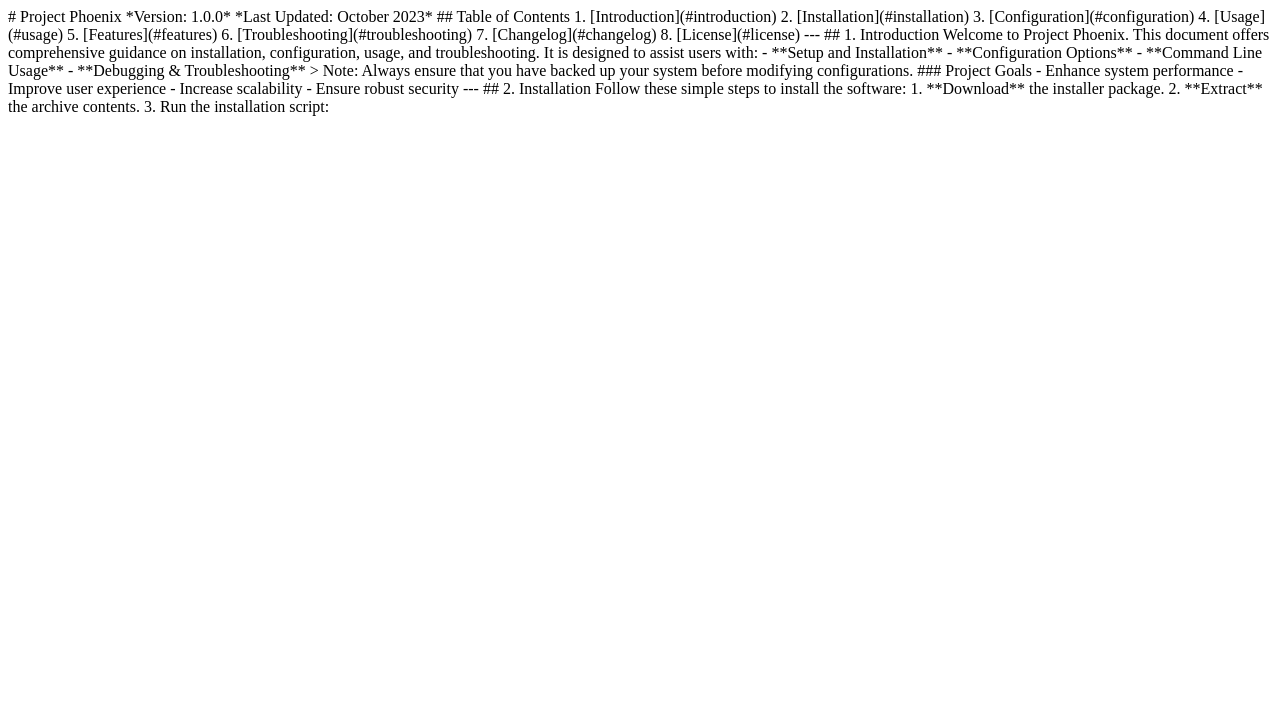 # Project Phoenix *Version: 1.0.0* *Last Updated: October 2023* ## Table of Contents 1. [Introduction](#introduction) 2. [Installation](#installation) 3. [Configuration](#configuration) 4. [Usage]
(#usage) 5. [Features](#features) 6. [Troubleshooting](#troubleshooting) 7. [Changelog](#changelog) 8. [License](#license) --- ## 1. Introduction Welcome to Project Phoenix. This document offers
comprehensive guidance on installation, configuration, usage, and troubleshooting. It is designed to assist users with: - **Setup and Installation** - **Configuration Options** - **Command Line
Usage** - **Debugging & Troubleshooting** > Note: Always ensure that you have backed up your system before modifying configurations. ### Project Goals - Enhance system performance -
Improve user experience - Increase scalability - Ensure robust security --- ## 2. Installation Follow these simple steps to install the software: 1. **Download** the installer package. 2. **Extract**
the archive contents. 3. Run the installation script: